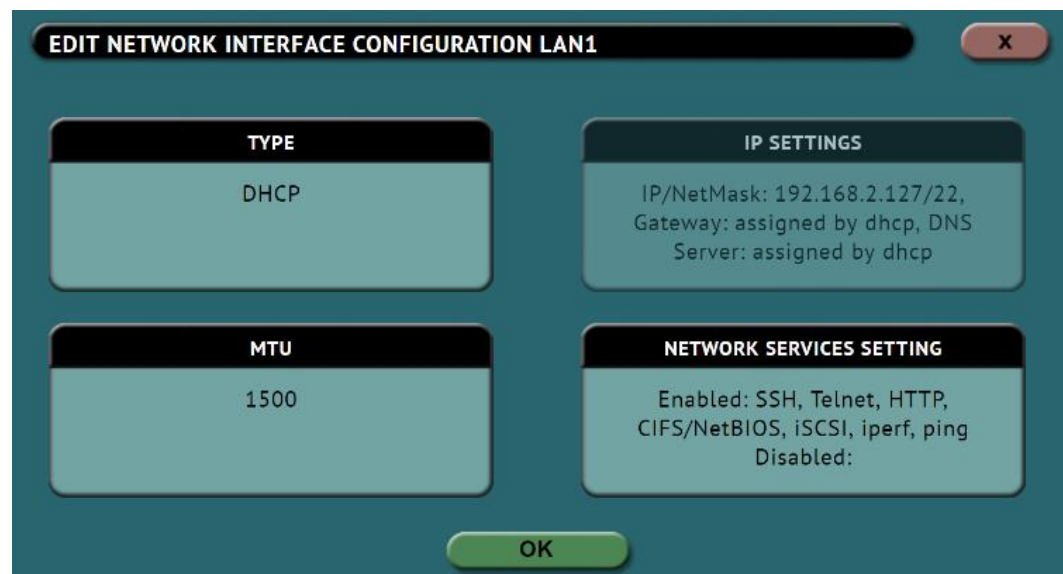 EDIT NETWORK INTERFACE CONFIGURATION LAN1
X
TYPE
DHCP
IP SETTINGS
IP/NetMask: 192.168.2.127/22,
Gateway: assigned by dhcp, DNS
Server: assigned by dhcp
MTU
1500
NETWORK SERVICES SETTING
Enabled: SSH, Telnet, HTTP,
CIFS/NetBIOS, iSCSI, iperf, ping
Disabled:
OK